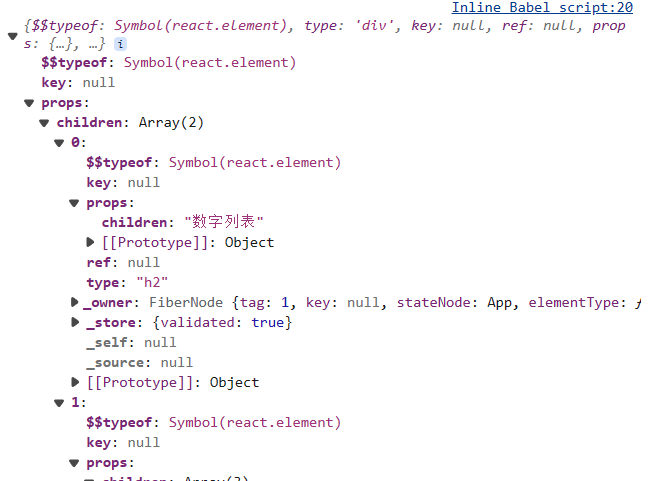 Inline Babel script:20
{$$typeof: Symbol(react.element), type: 'div', key: null, ref: null, prop
s: {…}, …} i
$$typeof: Symbol(react.element)
key: null
props:
children: Array(2)
0:
$$typeof: Symbol(react.element)
key: null
props:
children: "数字列表"
[[Prototype]]: Object
ref: null
type: "h2"
_owner: FiberNode {tag: 1, key: null, stateNode: App, elementType: ƒ
_store: {validated: true}
_self: null
_source: null
[[Prototype]]: Object
1:
$$typeof: Symbol(react.element)
key: null
props: